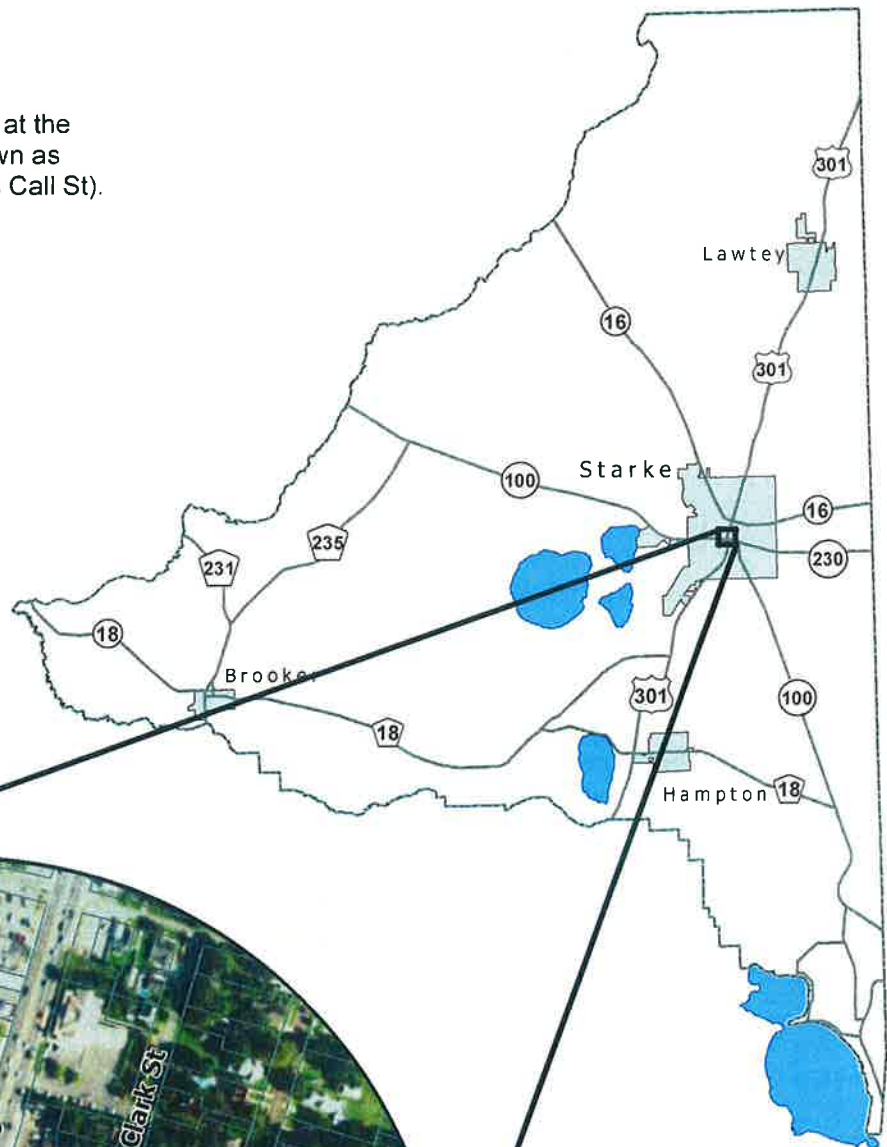 at the
wn as
Call St).
301
Lawtey
16
301
Starke
100
16
235
230
231
18
Brooker
301
100
18
Hampton
18
Clark St